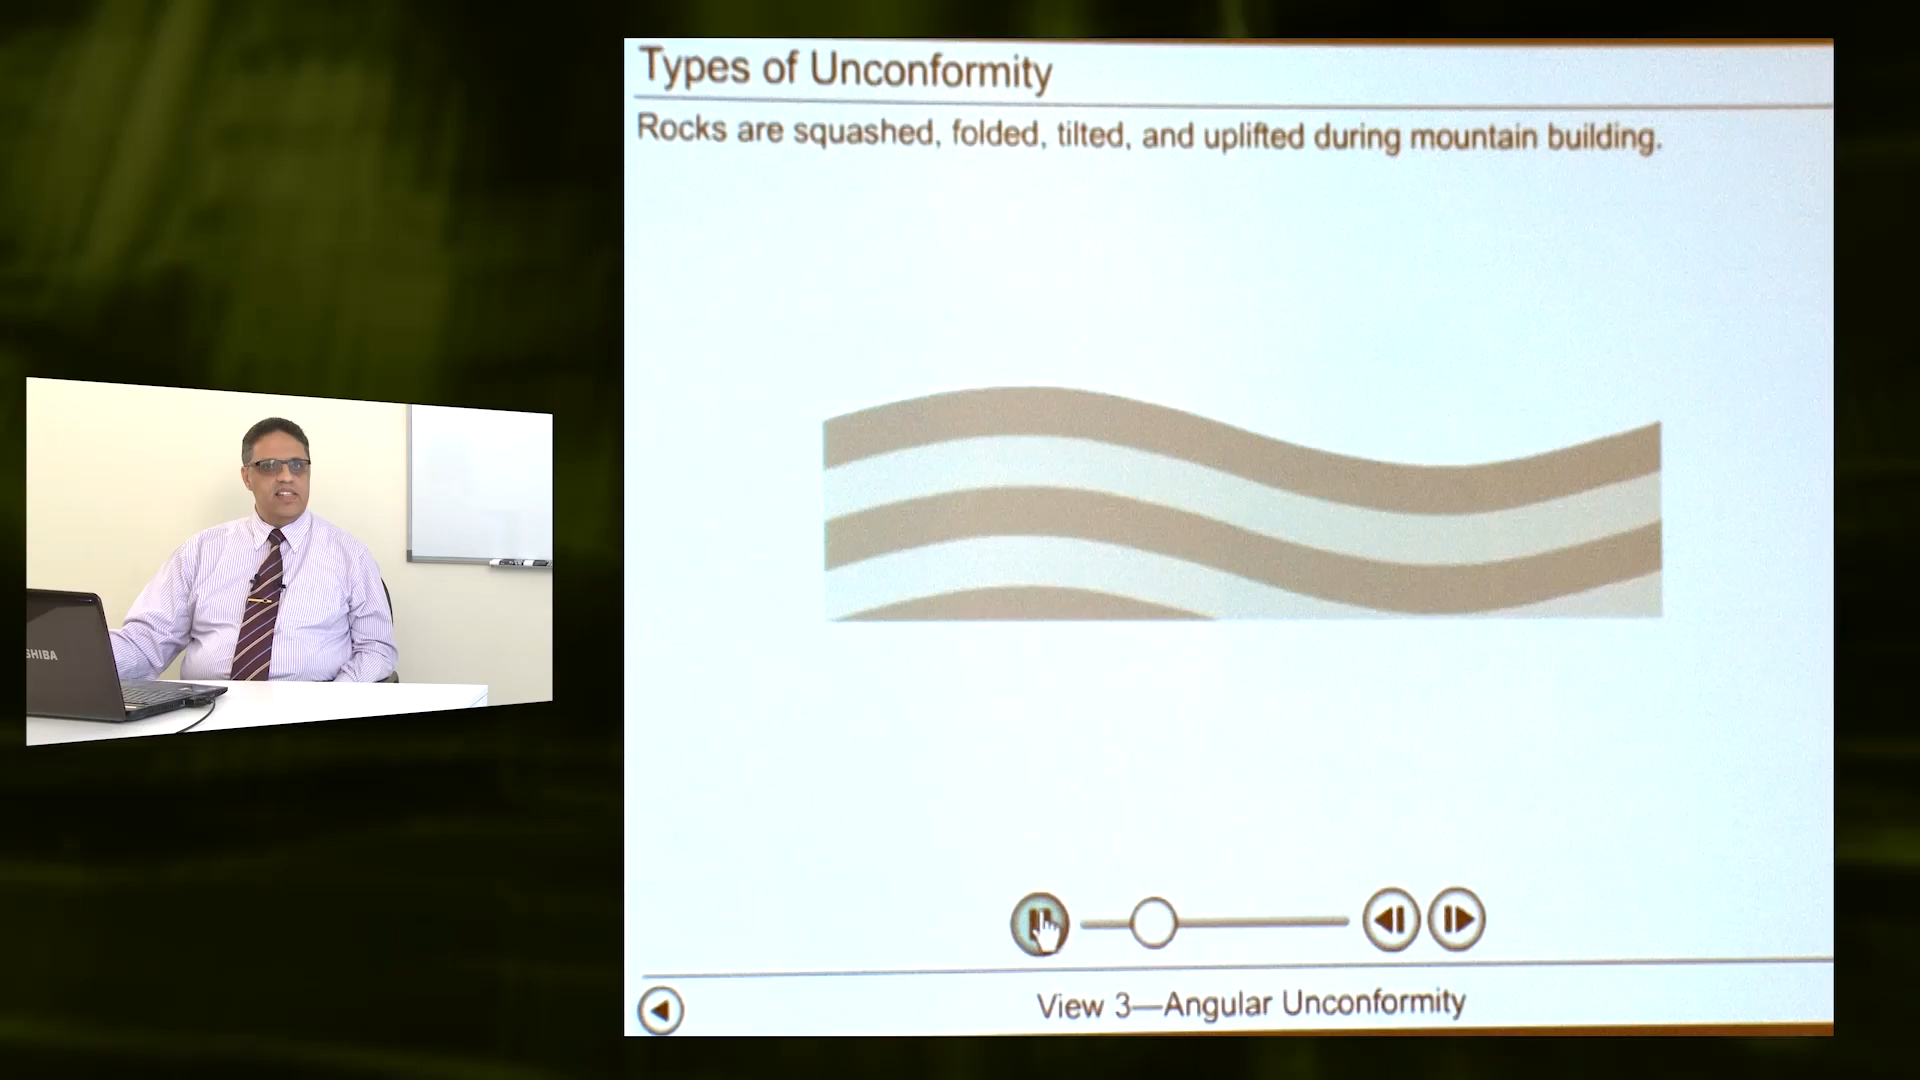 Types of Unconformity
Rocks are squashed, folded, tilted, and uplifted during mountain building.
SHIBA
View 3—Angular Unconformity